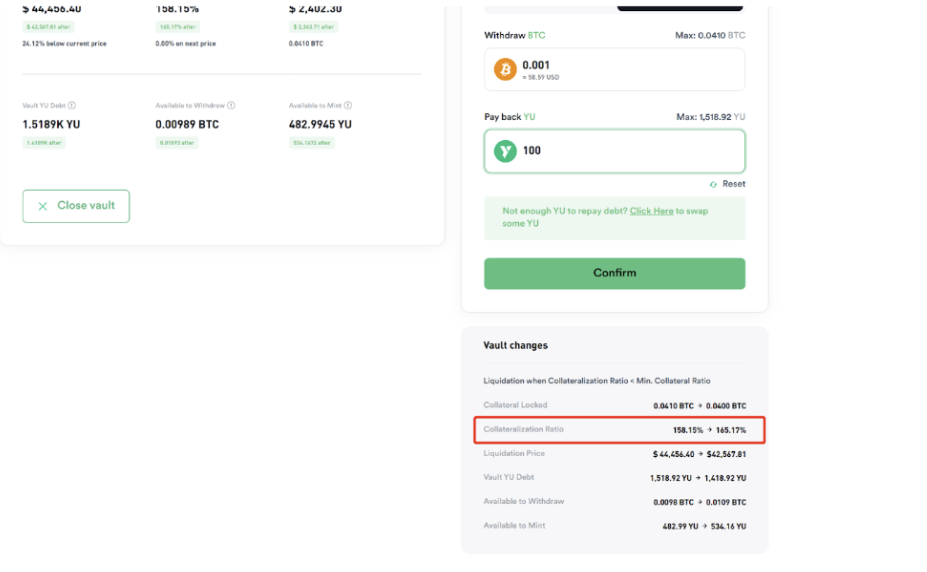 $ 44,456.40 158.15% $ 2,402.30
$ 42,567.81 after 165.17% after $ 2,343.71 after
24.12% below current price 0.00% on next price 0.0410 BTC
Vault YU Debt Available to Withdraw Available to Mint
1.5189K YU 0.00989 BTC 482.9945 YU
1.4189K after 0.01093 after 534.1672 after
Close vault
Withdraw BTC Max: 0.0410 BTC
0.001
≈ 58.59 USD
Pay back YU Max: 1,518.92 YU
100
Reset
Not enough YU to repay debt? Click Here to swap
some YU
Confirm
Vault changes
Liquidation when Collateralization Ratio < Min. Collateral Ratio
Collateral Locked 0.0410 BTC → 0.0400 BTC
Collateralization Ratio 158.15% → 165.17%
Liquidation Price $ 44,456.40 → $42,567.81
Vault YU Debt 1,518.92 YU → 1,418.92 YU
Available to Withdraw 0.0098 BTC → 0.0109 BTC
Available to Mint 482.99 YU → 534.16 YU